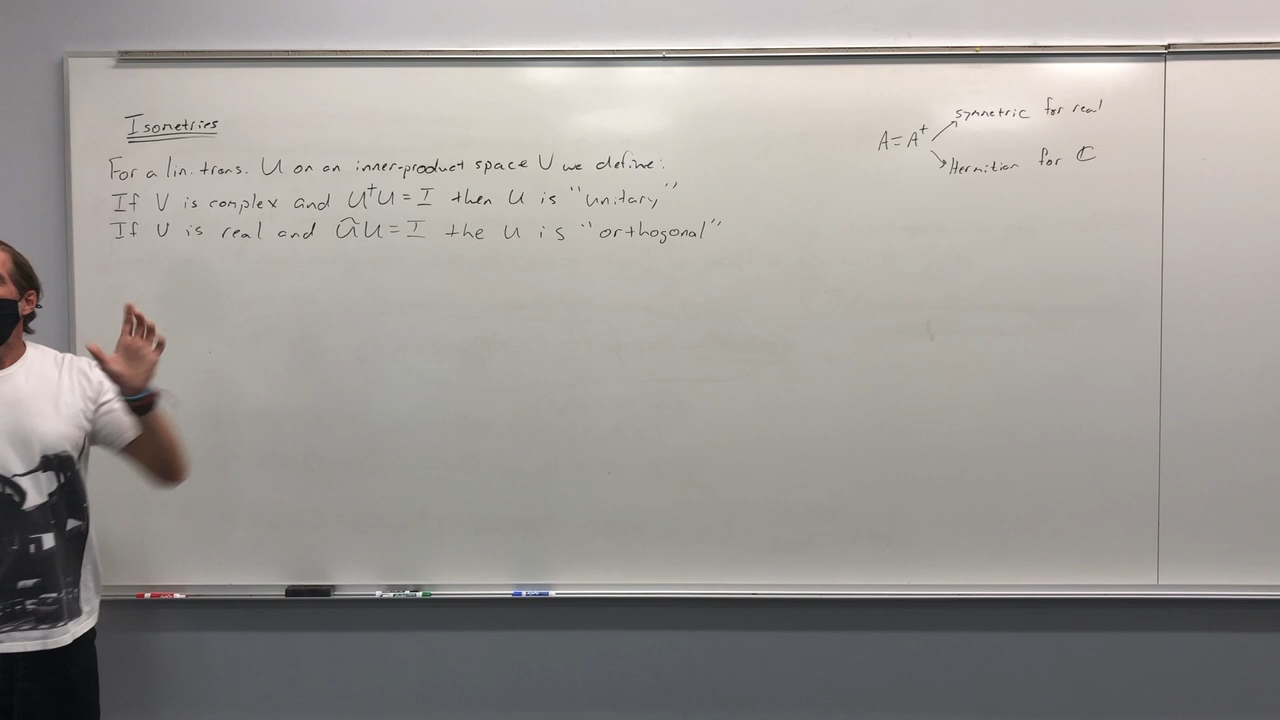 Isometries
For a lin. trans. U on an inner-product space V we define:
If V is complex and U†U = I then U is "unitary"
If V is real and ŨU = I the U is "orthogonal"
symmetric for real
A = A†
Hermition for ℂ